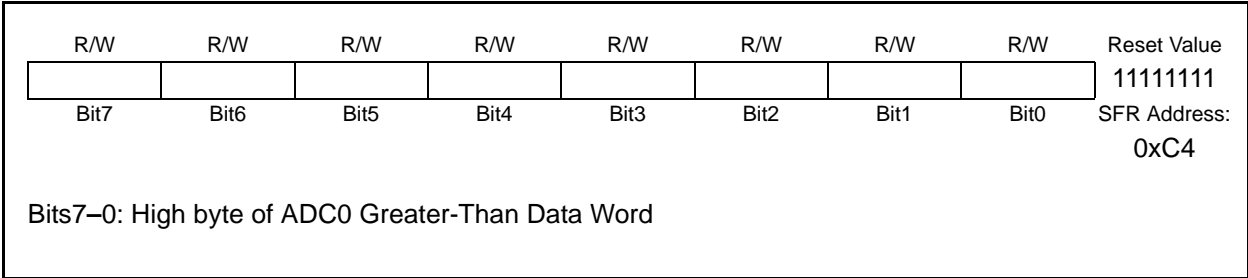 R/W R/W R/W R/W R/W R/W R/W R/W Reset Value
11111111
Bit7 Bit6 Bit5 Bit4 Bit3 Bit2 Bit1 Bit0 SFR Address:
0xC4
Bits7–0: High byte of ADC0 Greater-Than Data Word